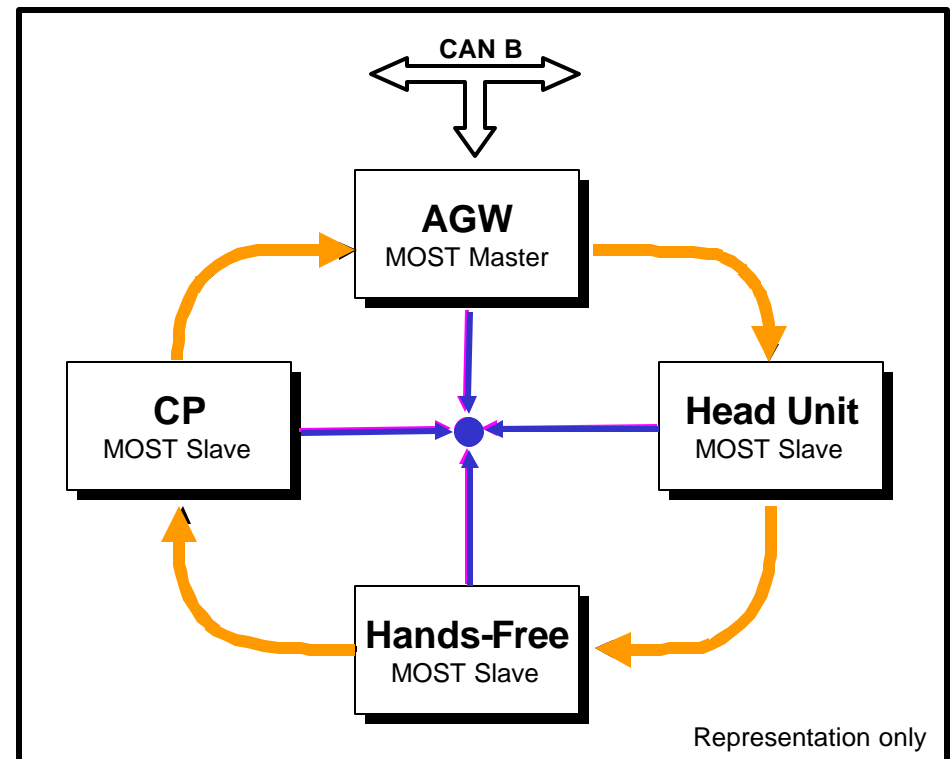 CAN B
AGW
MOST Master
CP
MOST Slave
Head Unit
MOST Slave
Hands-Free
MOST Slave
Representation only